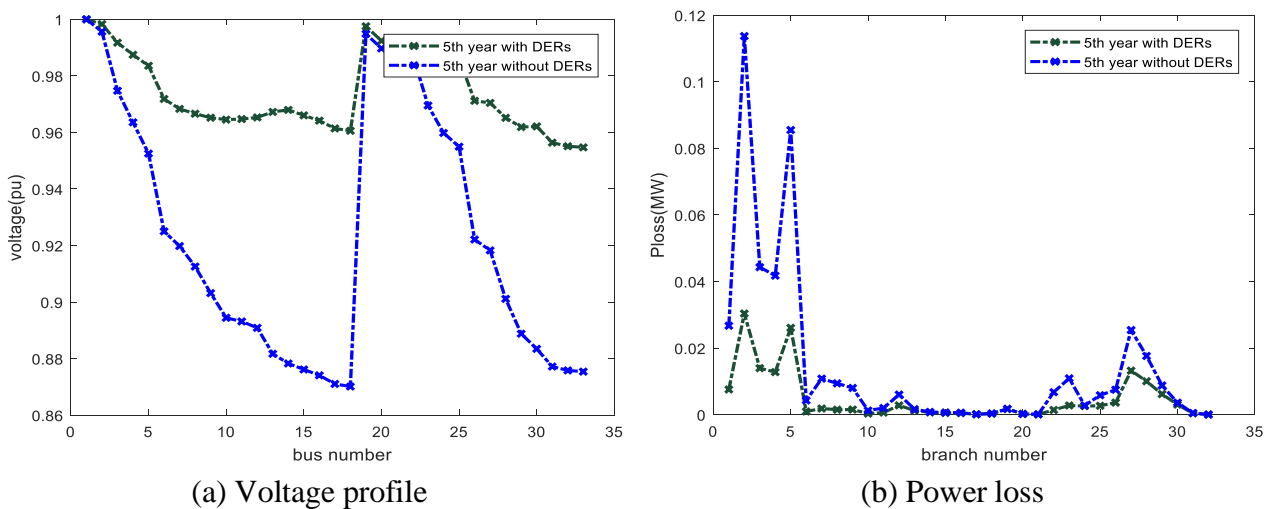 1
0.98
0.96
0.94
0.92
0.9
0.88
0.86
voltage(pu)
0 5 10 15 20 25 30 35
bus number
5th year with DERs
5th year without DERs
(a) Voltage profile
0.12
0.1
0.08
0.06
0.04
0.02
0
Ploss(MW)
0 5 10 15 20 25 30 35
branch number
5th year with DERs
5th year without DERs
(b) Power loss